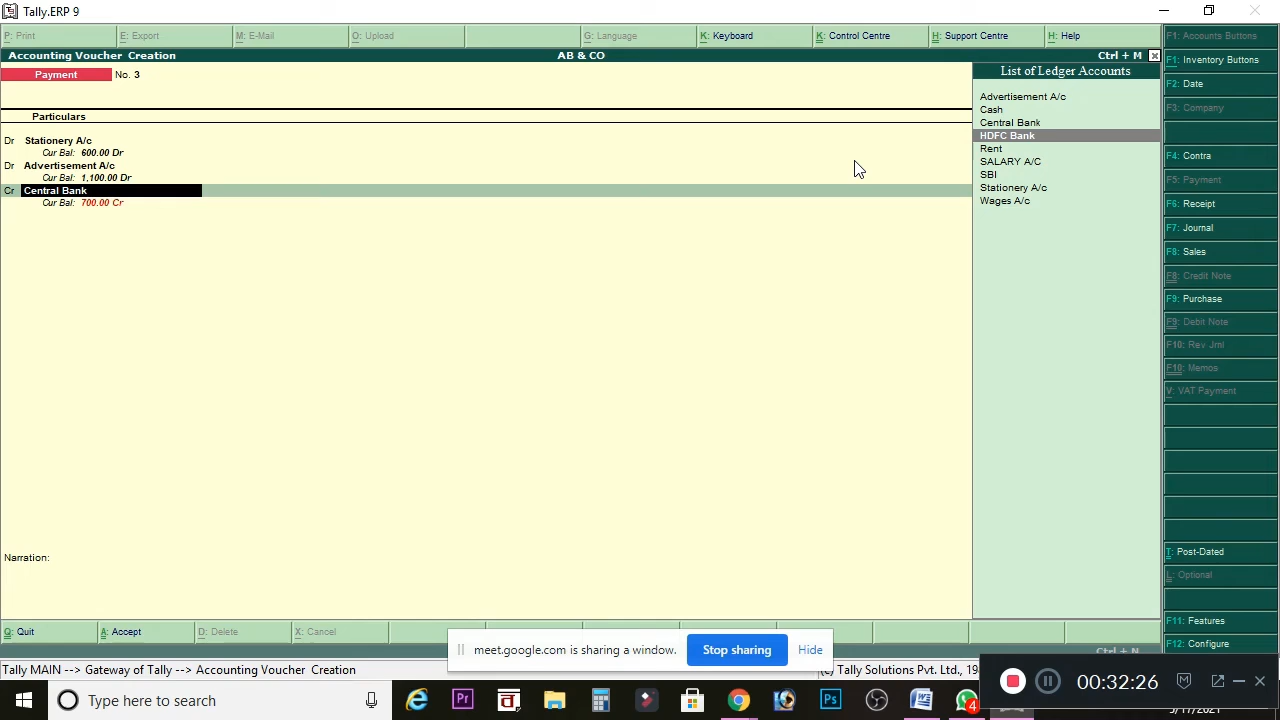 Tally.ERP 9
P: Print E: Export M: E-Mail O: Upload G: Language K: Keyboard K: Control Centre H: Support Centre H: Help
Accounting Voucher Creation AB & CO Ctrl + M
Payment No. 3
Particulars
Dr Stationery A/c
Cur Bal: 600.00 Dr
Dr Advertisement A/c
Cur Bal: 1,100.00 Dr
Cr Central Bank
Cur Bal: 700.00 Cr
Narration:
List of Ledger Accounts
Advertisement A/c
Cash
Central Bank
HDFC Bank
Rent
SALARY A/C
SBI
Stationery A/c
Wages A/c
F1: Accounts Buttons
F1: Inventory Buttons
F2: Date
F3: Company
F4: Contra
F5: Payment
F6: Receipt
F7: Journal
F8: Sales
F8: Credit Note
F9: Purchase
F9: Debit Note
F10: Rev Jrnl
F10: Memos
V: VAT Payment
T: Post-Dated
L: Optional
F11: Features
F12: Configure
Q: Quit A: Accept D: Delete X: Cancel
meet.google.com is sharing a window. Stop sharing Hide
Ctrl + N
Tally MAIN --> Gateway of Tally --> Accounting Voucher Creation (c) Tally Solutions Pvt. Ltd., 19
00:32:26
Type here to search
Pr
Ps
4